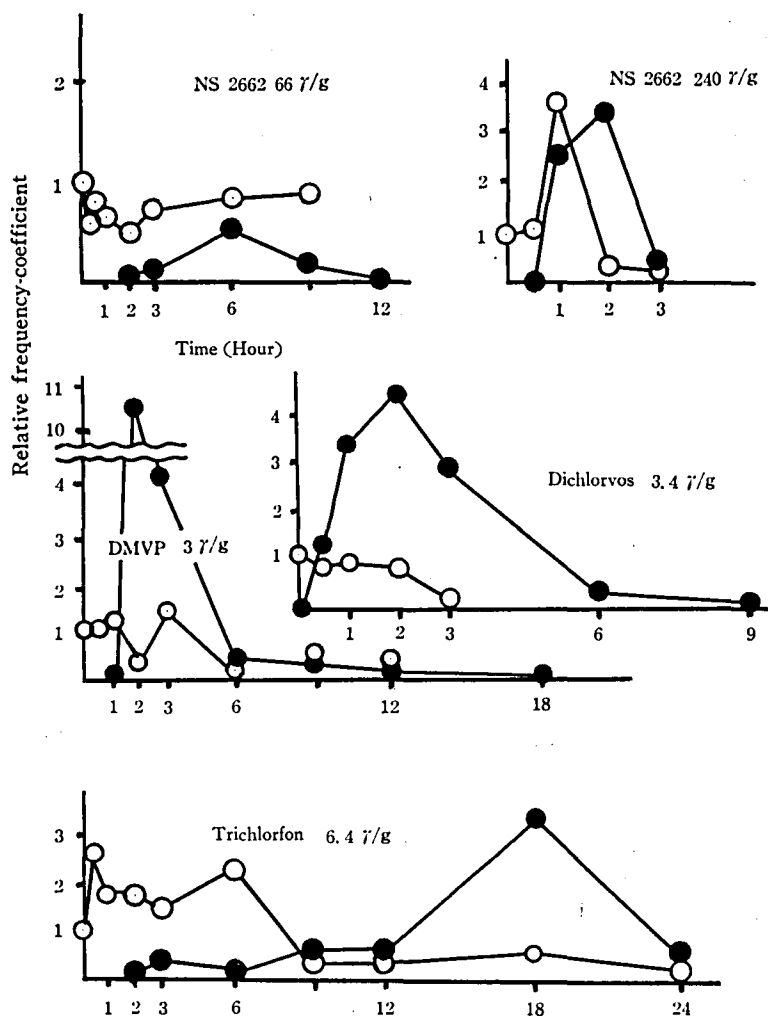 Relative frequency-coefficient
NS 2662 66 γ/g
2
1
1 2 3 6 12
NS 2662 240 γ/g
4
3
2
1
1 2 3
Time (Hour)
DMVP 3 γ/g
11
10
4
3
2
1
1 2 3 6 12 18
Dichlorvos 3.4 γ/g
4
3
2
1
1 2 3 6 9
Trichlorfon 6.4 γ/g
3
2
1
1 2 3 6 12 18 24